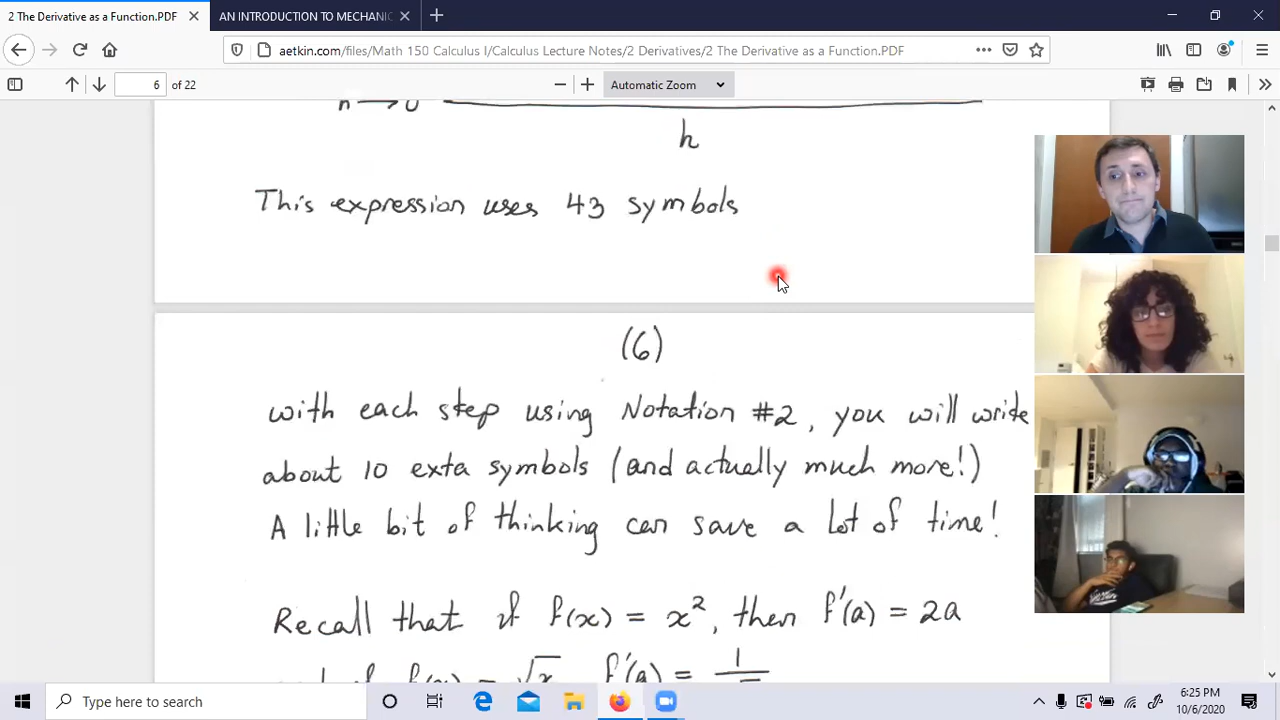 2 The Derivative as a Function.PDF
AN INTRODUCTION TO MECHANIC
aetkin.com/files/Math 150 Calculus I/Calculus Lecture Notes/2 Derivatives/2 The Derivative as a Function.PDF
6 of 22
Automatic Zoom
h → 0
h
This expression uses 43 symbols
(6)
with each step using Notation #2, you will write
about 10 exta symbols (and actually much more!)
A little bit of thinking can save a lot of time!
Recall that if f(x) = x², then f'(a) = 2a
f(x) = √x f'(a) = 1
Type here to search
6:25 PM
10/6/2020